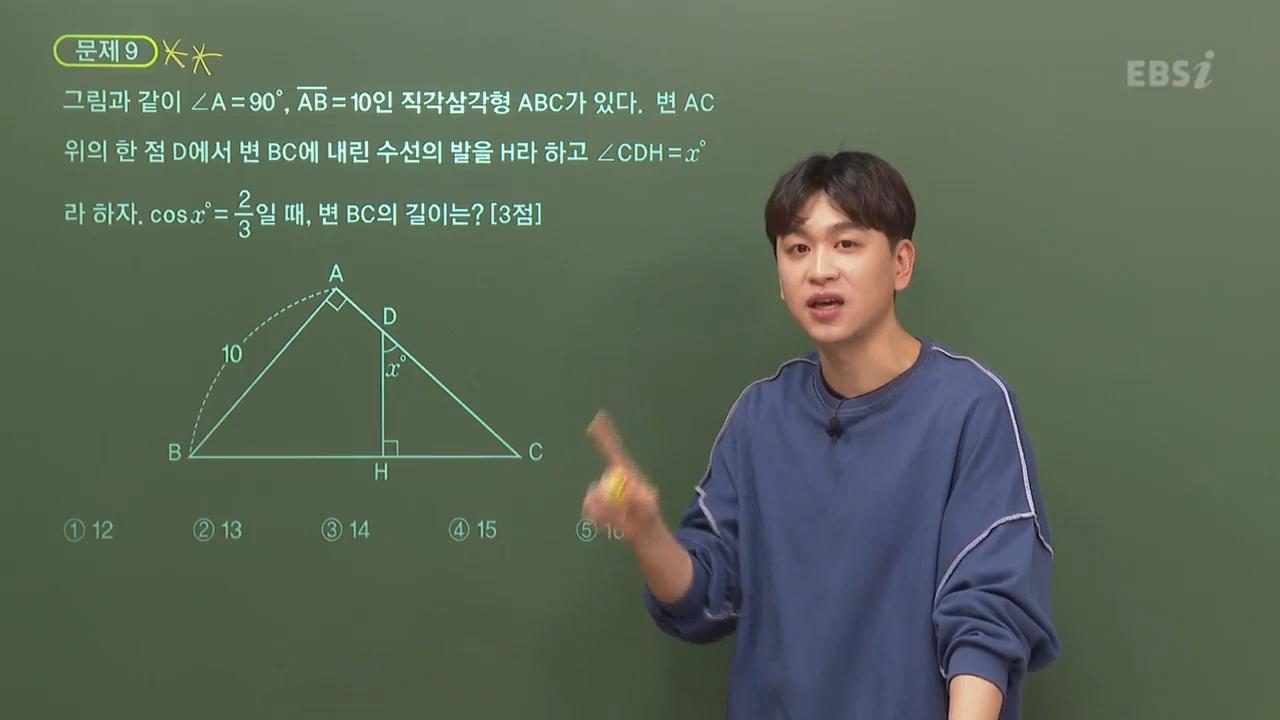 문제 9
EBSi
그림과 같이 ∠A=90°, AB=10인 직각삼각형 ABC가 있다. 변 AC
위의 한 점 D에서 변 BC에 내린 수선의 발을 H라 하고 ∠CDH=x°
라 하자. cos x°=2/3일 때, 변 BC의 길이는? [3점]
A
D
10
x°
B
C
H
① 12 ② 13 ③ 14 ④ 15 ⑤